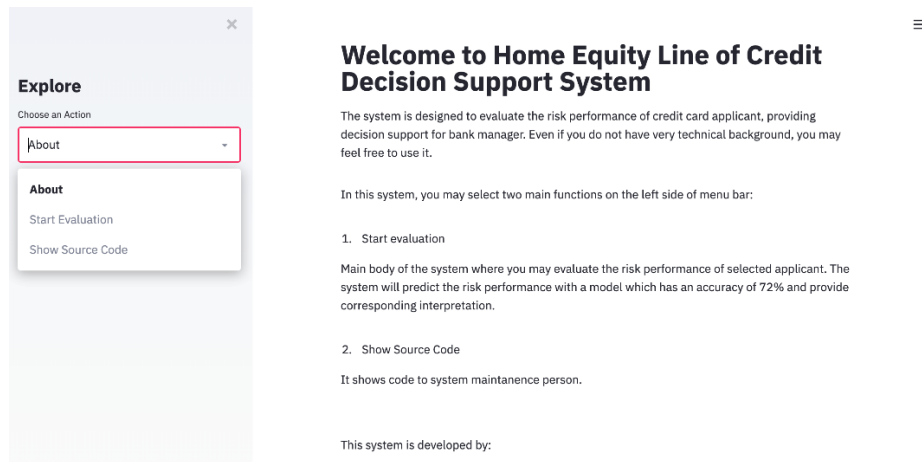 Explore
Choose an Action
About
About
Start Evaluation
Show Source Code
Welcome to Home Equity Line of Credit
Decision Support System
The system is designed to evaluate the risk performance of credit card applicant, providing
decision support for bank manager. Even if you do not have very technical background, you may
feel free to use it.
In this system, you may select two main functions on the left side of menu bar:
1. Start evaluation
Main body of the system where you may evaluate the risk performance of selected applicant. The
system will predict the risk performance with a model which has an accuracy of 72% and provide
corresponding interpretation.
2. Show Source Code
It shows code to system maintanence person.
This system is developed by: